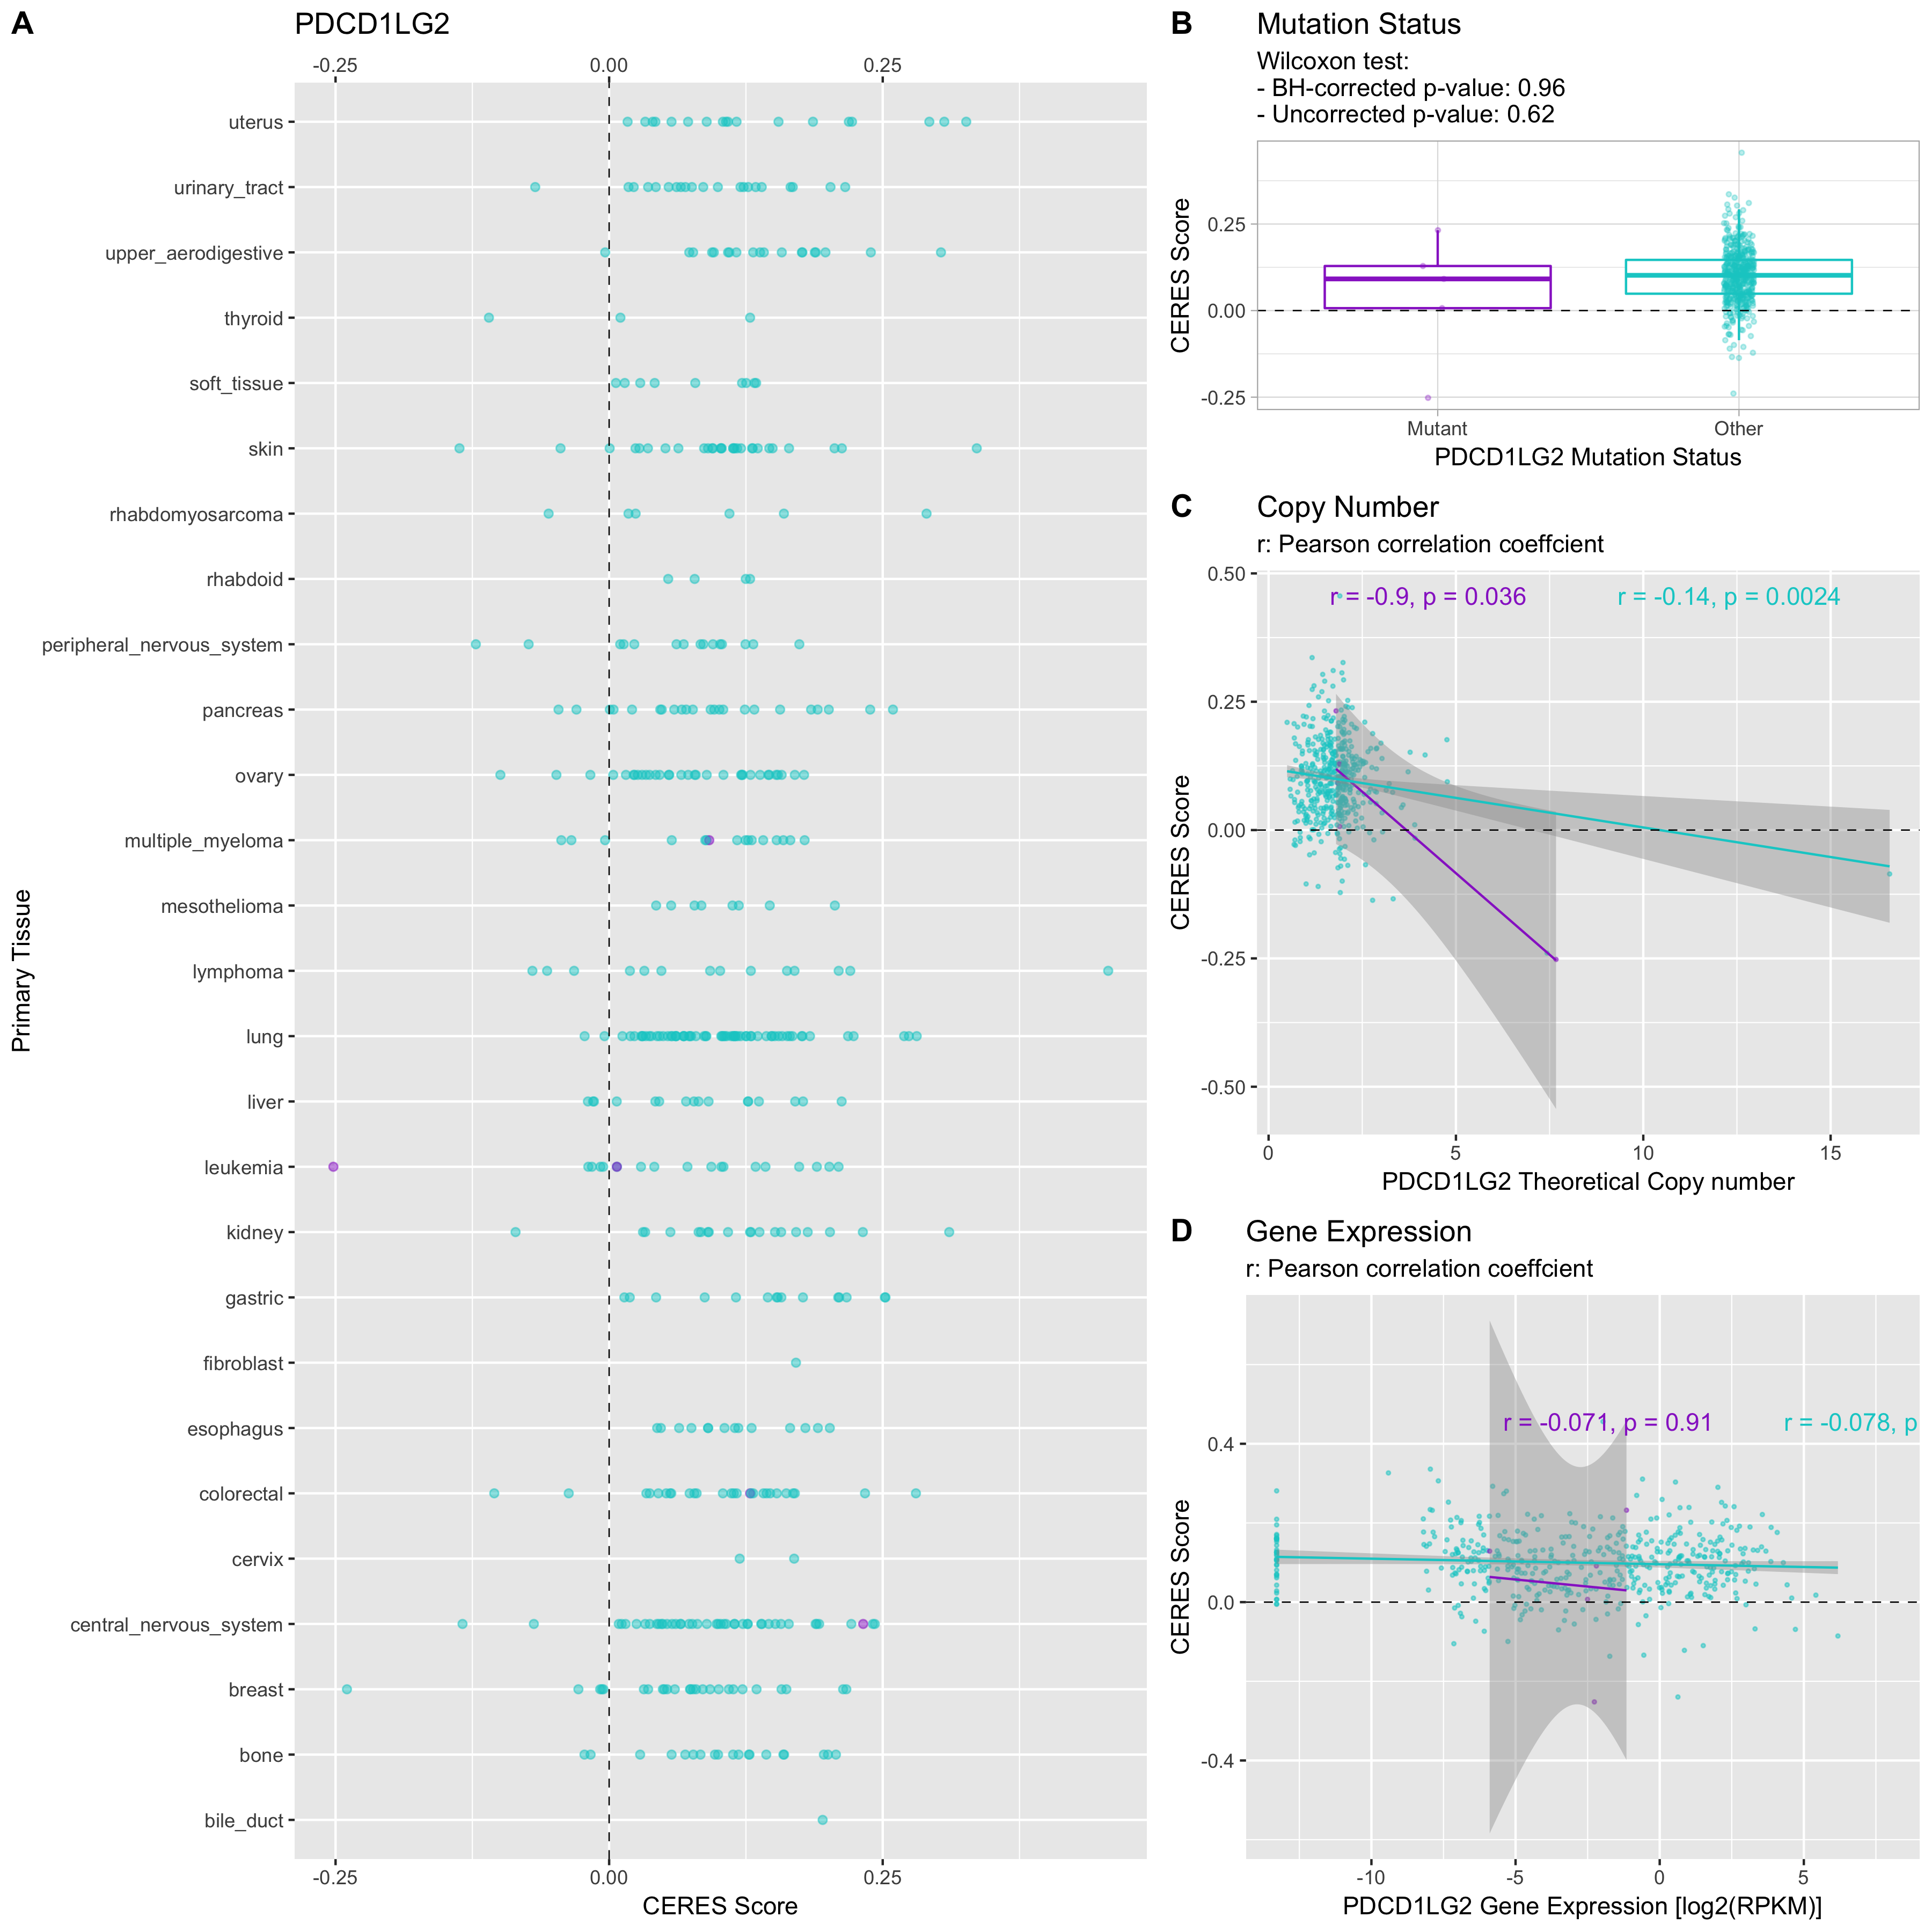 A
PDCD1LG2
-0.25 0.00 0.25
uterus
urinary_tract
upper_aerodigestive
thyroid
soft_tissue
skin
rhabdomyosarcoma
rhabdoid
peripheral_nervous_system
pancreas
ovary
multiple_myeloma
mesothelioma
lymphoma
lung
liver
leukemia
kidney
gastric
fibroblast
esophagus
colorectal
cervix
central_nervous_system
breast
bone
bile_duct
Primary Tissue
-0.25 0.00 0.25
CERES Score
B
Mutation Status
Wilcoxon test:
- BH-corrected p-value: 0.96
- Uncorrected p-value: 0.62
CERES Score
0.25
0.00
-0.25
Mutant Other
PDCD1LG2 Mutation Status
C
Copy Number
r: Pearson correlation coeffcient
r = -0.9, p = 0.036 r = -0.14, p = 0.0024
CERES Score
0.50
0.25
0.00
-0.25
-0.50
0 5 10 15
PDCD1LG2 Theoretical Copy number
D
Gene Expression
r: Pearson correlation coeffcient
r = -0.071, p = 0.91 r = -0.078, p
CERES Score
0.4
0.0
-0.4
-10 -5 0 5
PDCD1LG2 Gene Expression [log2(RPKM)]